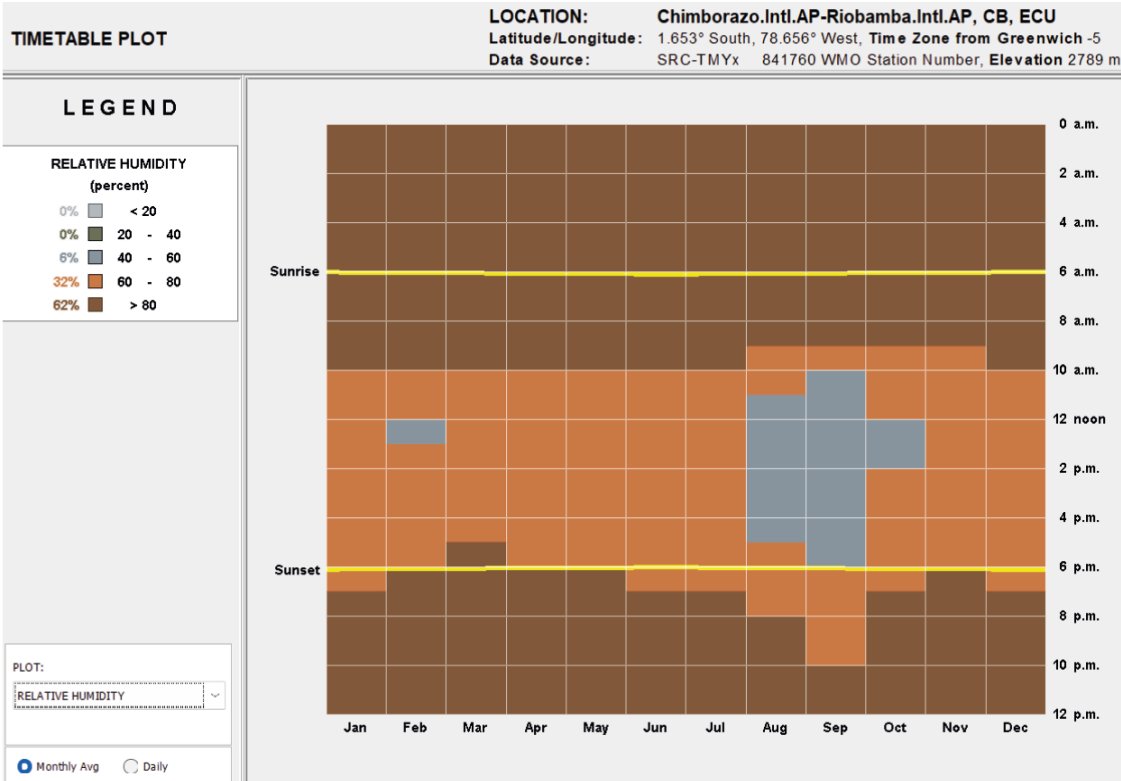 TIMETABLE PLOT
LOCATION: Chimborazo.Intl.AP-Riobamba.Intl.AP, CB, ECU
Latitude/Longitude: 1.653° South, 78.656° West, Time Zone from Greenwich -5
Data Source: SRC-TMYx 841760 WMO Station Number, Elevation 2789 m
LEGEND
RELATIVE HUMIDITY
(percent)
0% < 20
0% 20 - 40
6% 40 - 60
32% 60 - 80
62% > 80
PLOT:
RELATIVE HUMIDITY
Monthly Avg Daily
Sunrise
Sunset
0 a.m.
2 a.m.
4 a.m.
6 a.m.
8 a.m.
10 a.m.
12 noon
2 p.m.
4 p.m.
6 p.m.
8 p.m.
10 p.m.
12 p.m.
Jan Feb Mar Apr May Jun Jul Aug Sep Oct Nov Dec